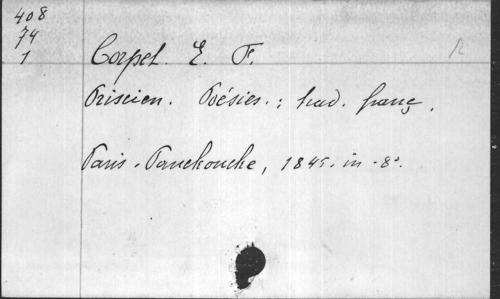 408
74
1
Corpet. E. F.
Priscien. Poésies. : trad. franç.
Paris. Panckoucke, 1845. in-8°.